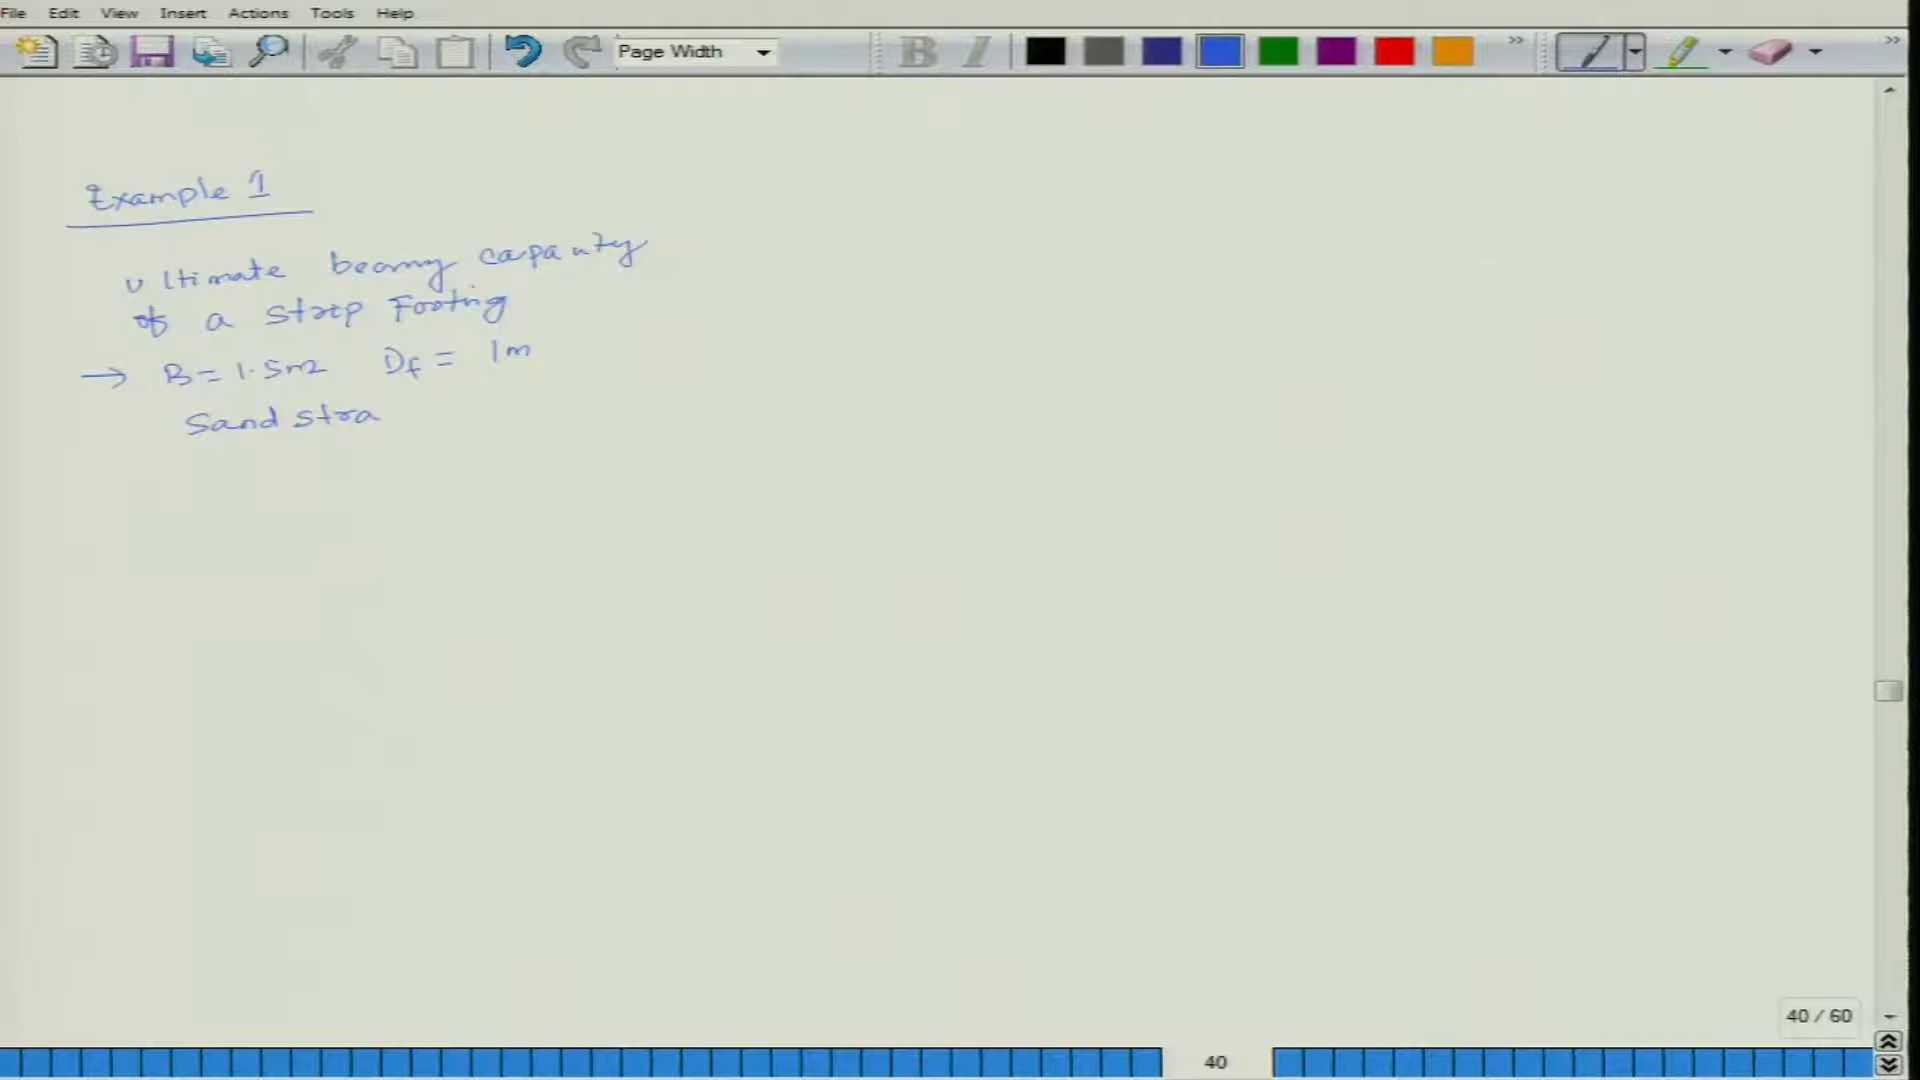 File Edit View Insert Actions Tools Help
Page Width
B I
Example 1
Ultimate bearing capacity
of a strip Footing
→ B = 1.5m Df = 1m
Sand stra
40 / 60
40